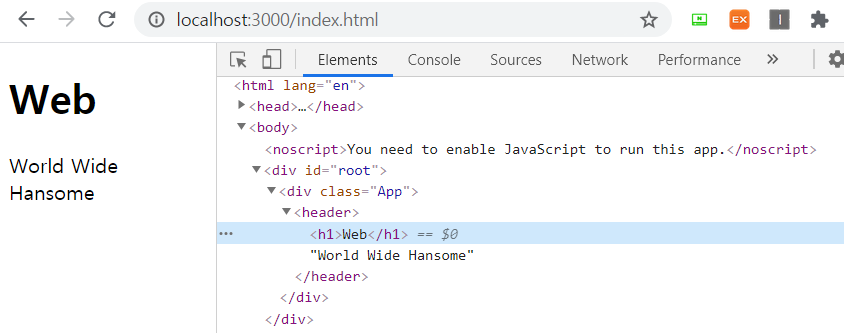 localhost:3000/index.html
EX
I
Elements Console Sources Network Performance »
Web
World Wide
Hansome
<html lang="en">
<head>…</head>
<body>
<noscript>You need to enable JavaScript to run this app.</noscript>
<div id="root">
<div class="App">
<header>
… <h1>Web</h1> == $0
"World Wide Hansome"
</header>
</div>
</div>